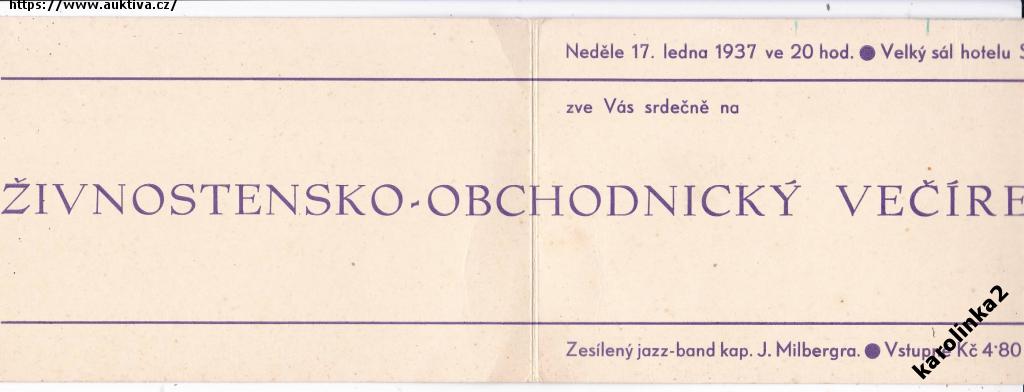 https://www.auktiva.cz/
Neděle 17. ledna 1937 ve 20 hod. ● Velký sál hotelu S
zve Vás srdečně na
ŽIVNOSTENSKO-OBCHODNICKÝ VEČÍRE
Zesílený jazz-band kap. J. Milbergra. ● Vstupné Kč 4·80
karolinka2